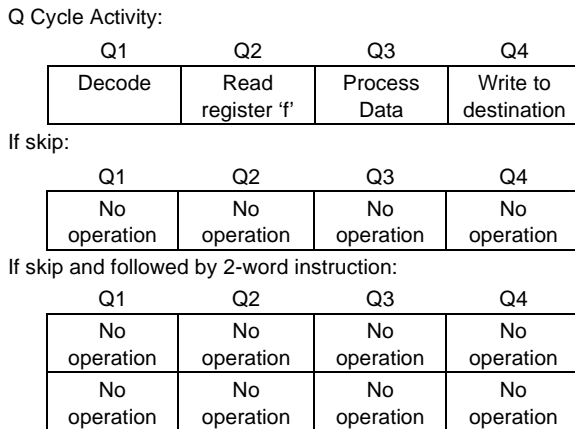 Q Cycle Activity:
Q1 Q2 Q3 Q4
Decode Read Process Write to
register ‘f’ Data destination
If skip:
Q1 Q2 Q3 Q4
No No No No
operation operation operation operation
If skip and followed by 2-word instruction:
Q1 Q2 Q3 Q4
No No No No
operation operation operation operation
No No No No
operation operation operation operation